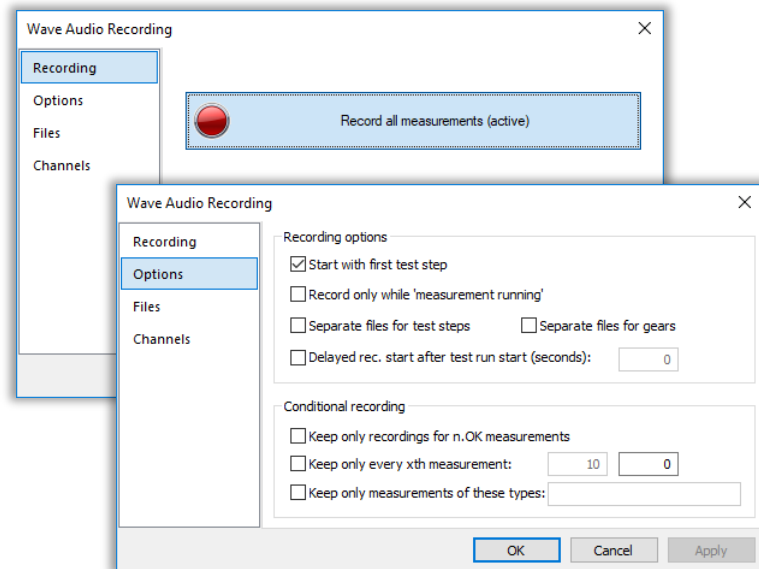 Wave Audio Recording
Recording
Options
Files
Channels
Record all measurements (active)
Wave Audio Recording
Recording
Options
Files
Channels
Recording options
Start with first test step
Record only while 'measurement running'
Separate files for test steps Separate files for gears
Delayed rec. start after test run start (seconds): 0
Conditional recording
Keep only recordings for n.OK measurements
Keep only every xth measurement: 10 0
Keep only measurements of these types:
OK Cancel Apply